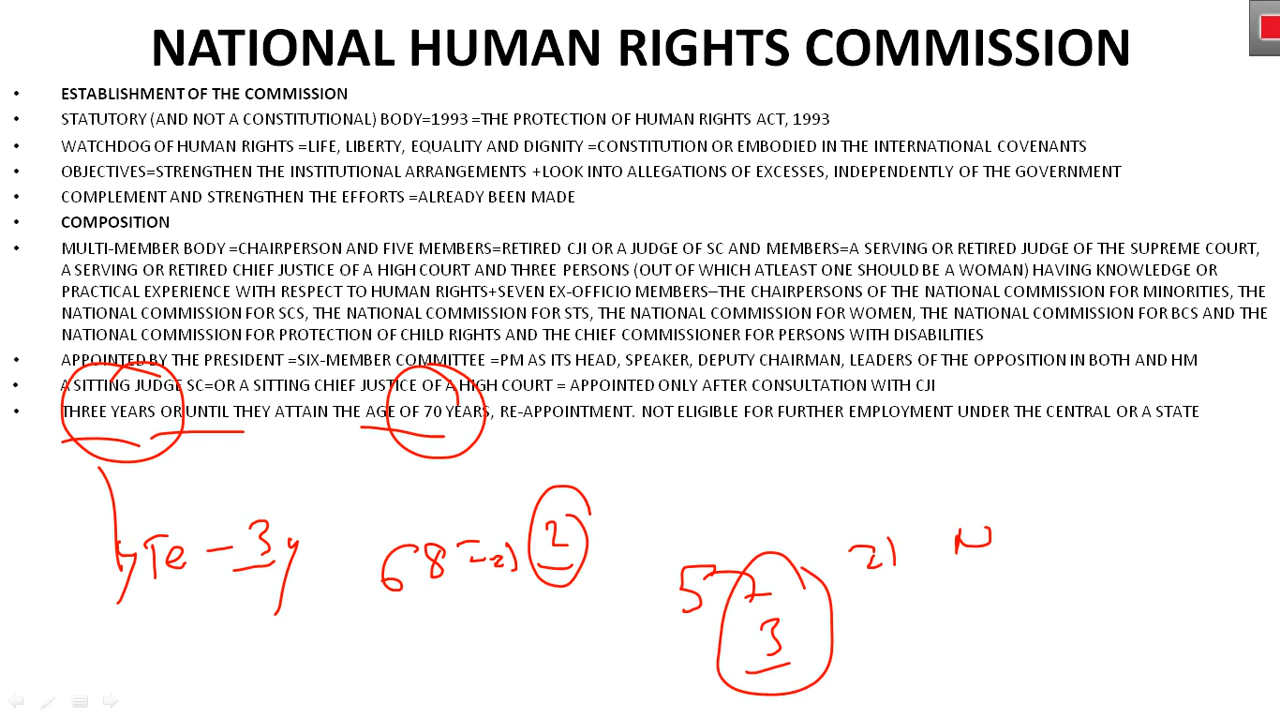 NATIONAL HUMAN RIGHTS COMMISSION
• ESTABLISHMENT OF THE COMMISSION
• STATUTORY (AND NOT A CONSTITUTIONAL) BODY=1993 =THE PROTECTION OF HUMAN RIGHTS ACT, 1993
• WATCHDOG OF HUMAN RIGHTS =LIFE, LIBERTY, EQUALITY AND DIGNITY =CONSTITUTION OR EMBODIED IN THE INTERNATIONAL COVENANTS
• OBJECTIVES=STRENGTHEN THE INSTITUTIONAL ARRANGEMENTS +LOOK INTO ALLEGATIONS OF EXCESSES, INDEPENDENTLY OF THE GOVERNMENT
• COMPLEMENT AND STRENGTHEN THE EFFORTS =ALREADY BEEN MADE
• COMPOSITION
• MULTI-MEMBER BODY =CHAIRPERSON AND FIVE MEMBERS=RETIRED CJI OR A JUDGE OF SC AND MEMBERS=A SERVING OR RETIRED JUDGE OF THE SUPREME COURT,
A SERVING OR RETIRED CHIEF JUSTICE OF A HIGH COURT AND THREE PERSONS (OUT OF WHICH ATLEAST ONE SHOULD BE A WOMAN) HAVING KNOWLEDGE OR
PRACTICAL EXPERIENCE WITH RESPECT TO HUMAN RIGHTS+SEVEN EX-OFFICIO MEMBERS–THE CHAIRPERSONS OF THE NATIONAL COMMISSION FOR MINORITIES, THE
NATIONAL COMMISSION FOR SCS, THE NATIONAL COMMISSION FOR STS, THE NATIONAL COMMISSION FOR WOMEN, THE NATIONAL COMMISSION FOR BCS AND THE
NATIONAL COMMISSION FOR PROTECTION OF CHILD RIGHTS AND THE CHIEF COMMISSIONER FOR PERSONS WITH DISABILITIES
• APPOINTED BY THE PRESIDENT =SIX-MEMBER COMMITTEE =PM AS ITS HEAD, SPEAKER, DEPUTY CHAIRMAN, LEADERS OF THE OPPOSITION IN BOTH AND HM
• A SITTING JUDGE SC=OR A SITTING CHIEF JUSTICE OF A HIGH COURT = APPOINTED ONLY AFTER CONSULTATION WITH CJI
• THREE YEARS OR UNTIL THEY ATTAIN THE AGE OF 70 YEARS, RE-APPOINTMENT. NOT ELIGIBLE FOR FURTHER EMPLOYMENT UNDER THE CENTRAL OR A STATE
Te – 3y 68 2
5
3